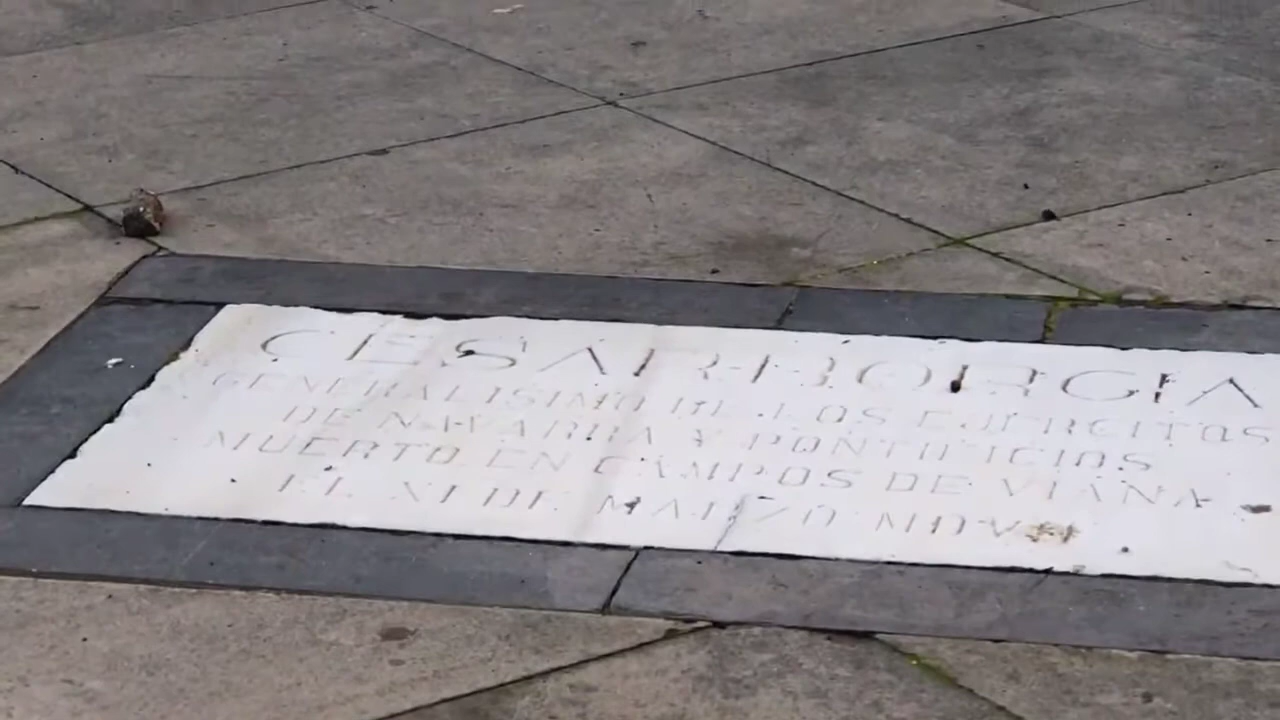 CESAR BORGIA
GENERALISIMO DE LOS EJERCITOS
DE NAVARRA Y PONTIFICIOS
MUERTO EN CAMPOS DE VIANA
EL XI DE MARZO MDVII